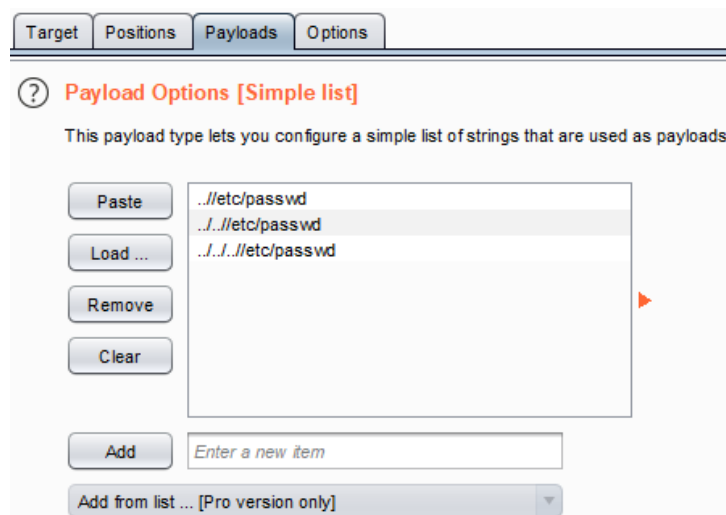 Target Positions Payloads Options
? Payload Options [Simple list]
This payload type lets you configure a simple list of strings that are used as payloads
Paste ..//etc/passwd
../..//etc/passwd
Load ... ../../..//etc/passwd
Remove
Clear
Add Enter a new item
Add from list ... [Pro version only]